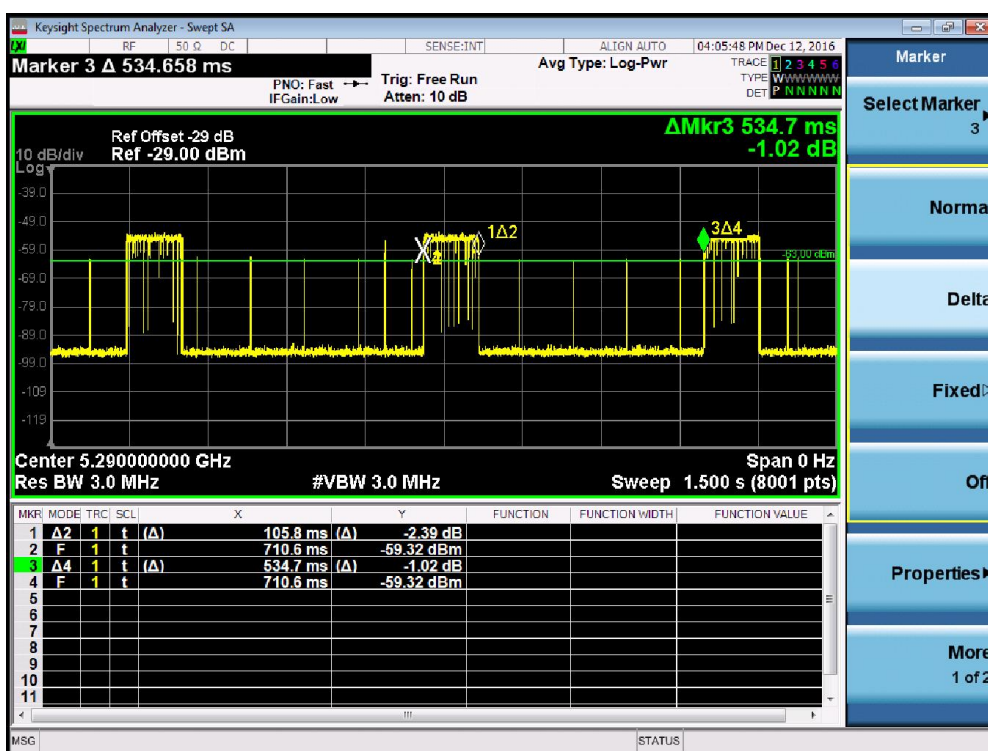 Keysight Spectrum Analyzer - Swept SA
LXI RF 50 Ω DC SENSE:INT ALIGN AUTO 04:05:48 PM Dec 12, 2016
Marker 3 Δ 534.658 ms
PNO: Fast
IFGain:Low
Trig: Free Run
Atten: 10 dB
Avg Type: Log-Pwr
TRACE 1 2 3 4 5 6
TYPE WWWWWWW
DET P N N N N N
Ref Offset -29 dB
10 dB/div Ref -29.00 dBm
Log
ΔMkr3 534.7 ms
-1.02 dB
-39.0
-49.0
-59.0
-69.0
-79.0
-89.0
-99.0
-109
-119
1Δ2
3Δ4
-63.00 dBm
Center 5.290000000 GHz Span 0 Hz
Res BW 3.0 MHz #VBW 3.0 MHz Sweep 1.500 s (8001 pts)
MKR MODE TRC SCL X Y FUNCTION FUNCTION WIDTH FUNCTION VALUE
1 Δ2 1 t (Δ) 105.8 ms (Δ) -2.39 dB
2 F 1 t 710.6 ms -59.32 dBm
3 Δ4 1 t (Δ) 534.7 ms (Δ) -1.02 dB
4 F 1 t 710.6 ms -59.32 dBm
5
6
7
8
9
10
11
MSG STATUS
Marker
Select Marker
3
Norma
Delta
Fixed
Of
Properties
More
1 of 2